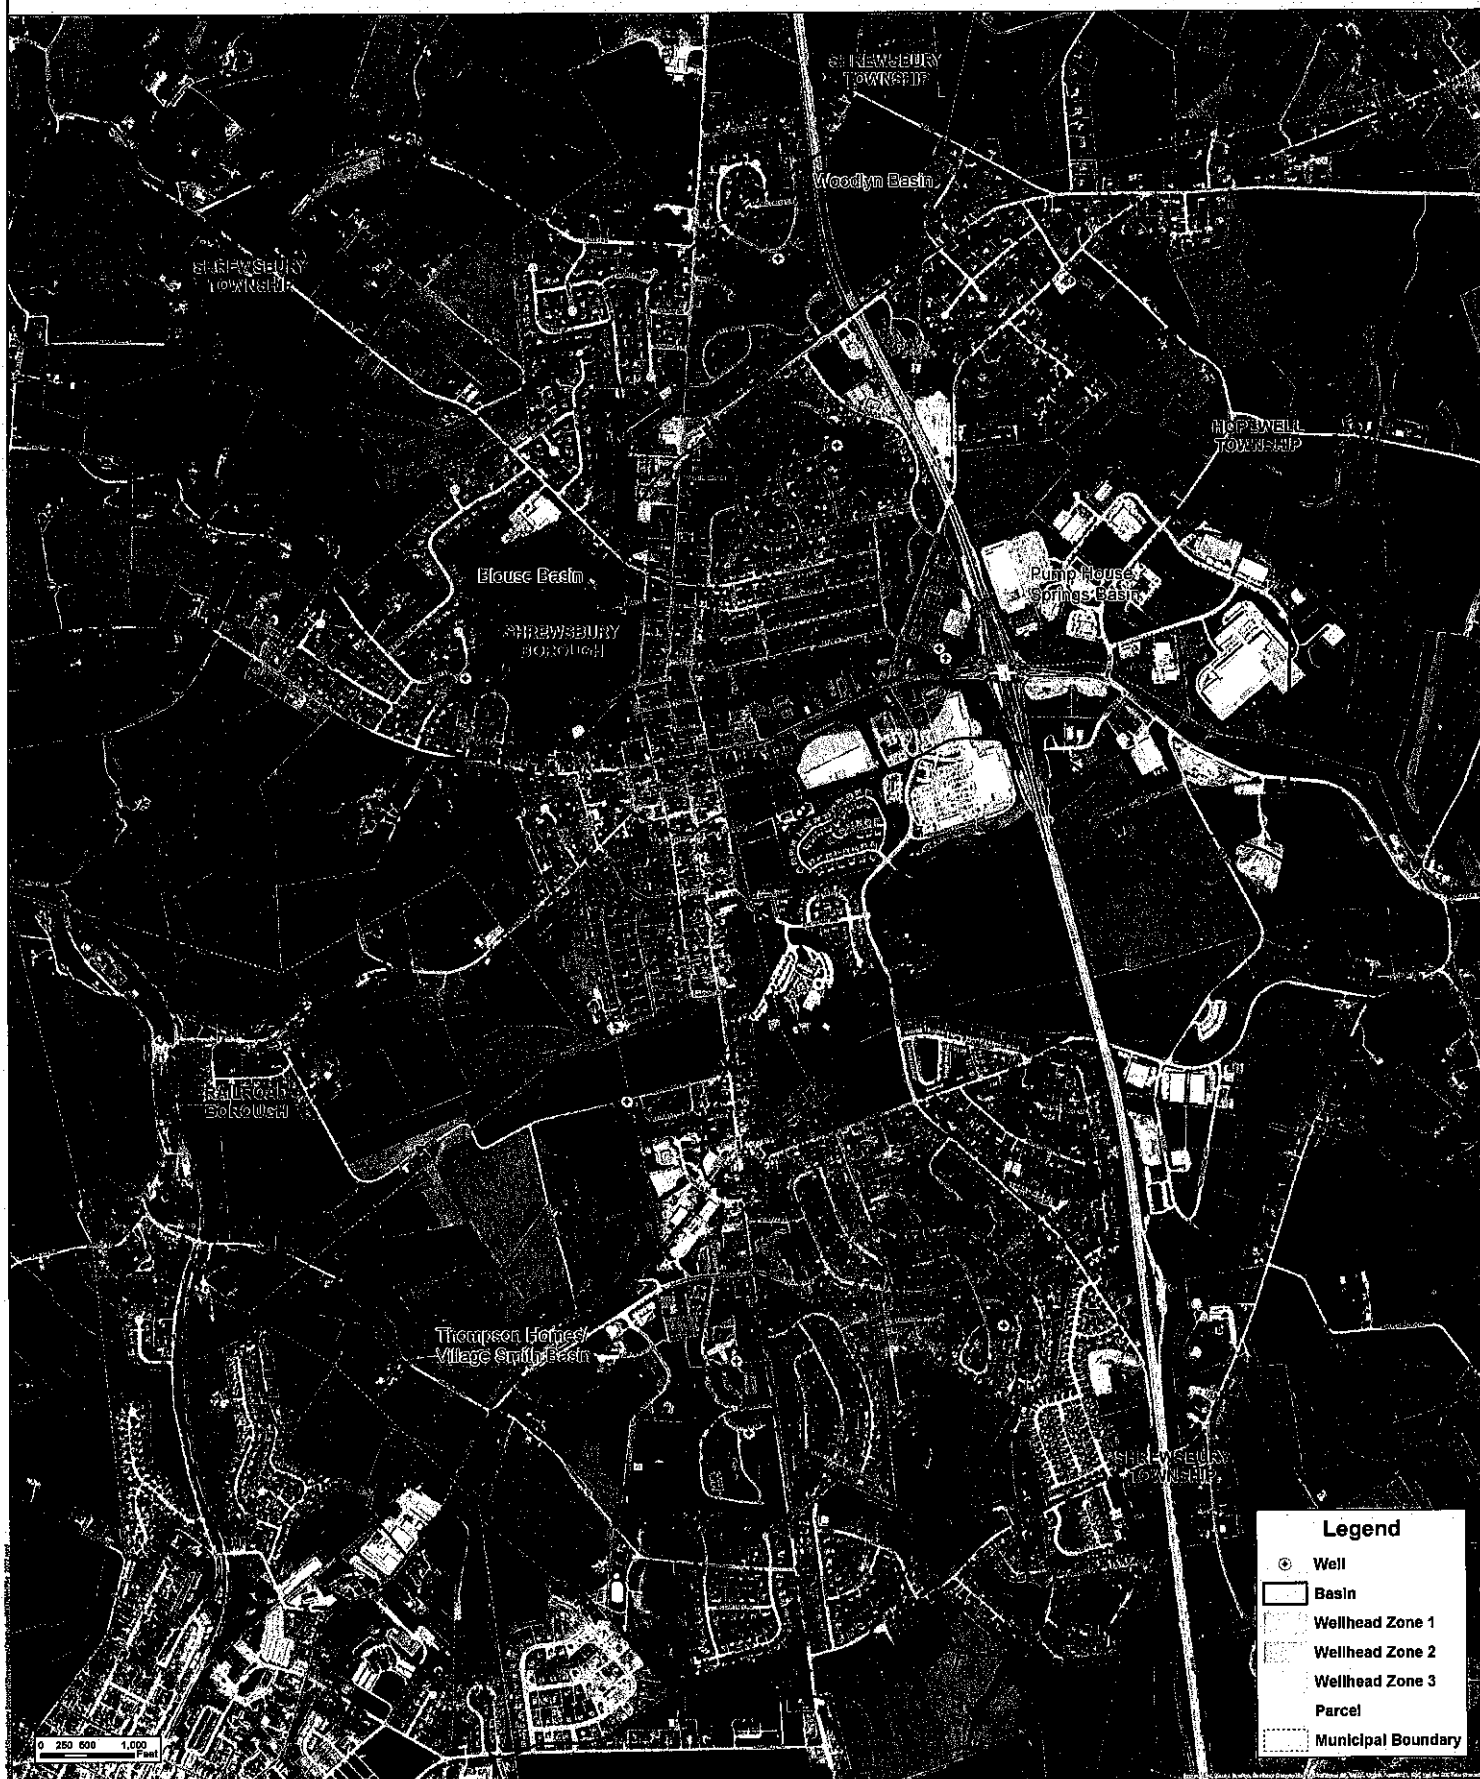 SHREWSBURY
TOWNSHIP
Woodlyn Basin
SHREWSBURY
TOWNSHIP
HOPEWELL
TOWNSHIP
Blouse Basin
Pump House
Springs Basin
SHREWSBURY
BOROUGH
RAILROAD
BOROUGH
Thompson Homes/
Village Smith Basin
SHREWSBURY
TOWNSHIP
Legend
Well
Basin
Wellhead Zone 1
Wellhead Zone 2
Wellhead Zone 3
Parcel
Municipal Boundary
0 250 500 1,000
Feet